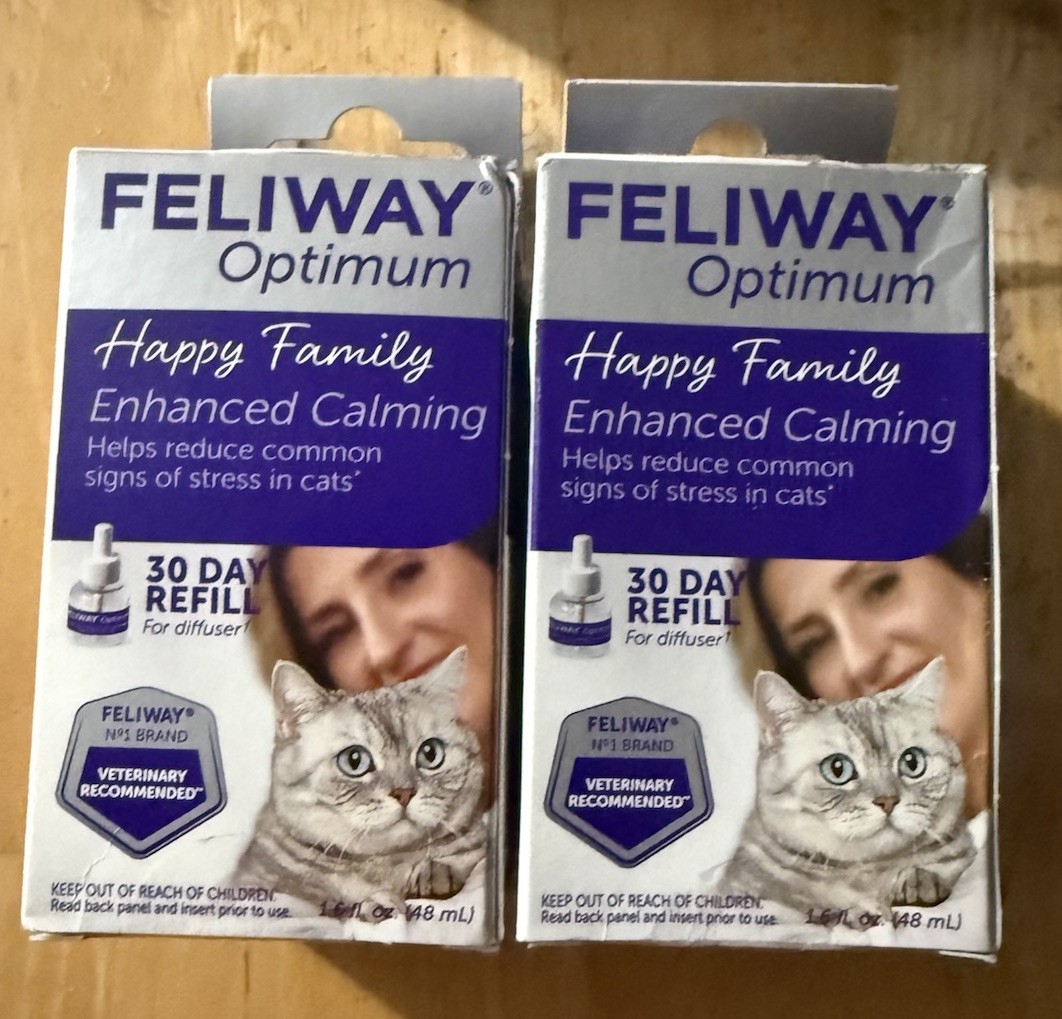 FELIWAY®
Optimum
Happy Family
Enhanced Calming
Helps reduce common
signs of stress in cats*
30 DAY
REFILL
For diffuser†
FELIWAY®
Nº1 BRAND
VETERINARY
RECOMMENDED™
KEEP OUT OF REACH OF CHILDREN.
Read back panel and insert prior to use.
1.6 fl. oz. (48 mL)
FELIWAY®
Optimum
Happy Family
Enhanced Calming
Helps reduce common
signs of stress in cats*
30 DAY
REFILL
For diffuser†
FELIWAY®
Nº1 BRAND
VETERINARY
RECOMMENDED™
KEEP OUT OF REACH OF CHILDREN.
Read back panel and insert prior to use.
1.6 fl. oz. (48 mL)